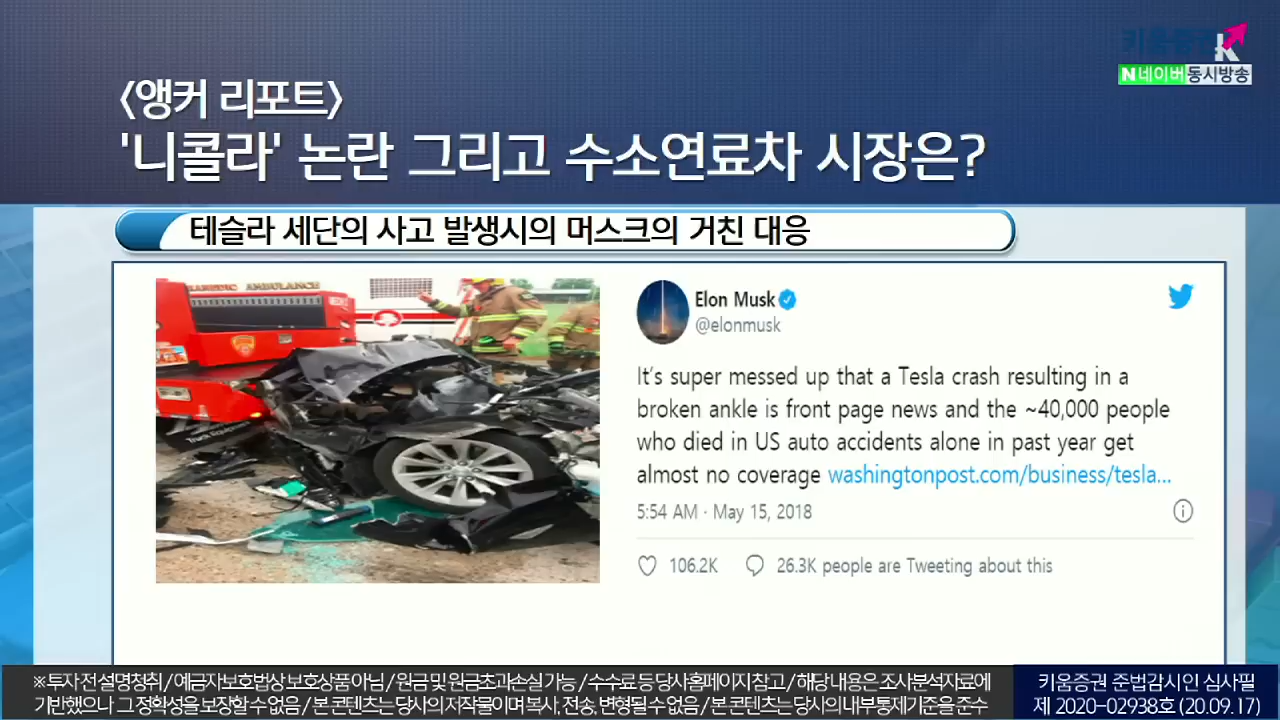 키움증권
N 네이버 동시방송
<앵커 리포트>
'니콜라' 논란 그리고 수소연료차 시장은?
테슬라 세단의 사고 발생시의 머스크의 거친 대응
AMBULANCE
Elon Musk
@elonmusk
It's super messed up that a Tesla crash resulting in a
broken ankle is front page news and the ~40,000 people
who died in US auto accidents alone in past year get
almost no coverage washingtonpost.com/business/tesla...
5:54 AM · May 15, 2018
106.2K 26.3K people are Tweeting about this
※투자 전 설명청취 / 예금자보호법상 보호상품 아님 / 원금 및 원금초과손실 가능 / 수수료 등 당사홈페이지 참고 / 해당 내용은 조사분석자료에
기반했으나 그 정확성을 보장할 수 없음 / 본 콘텐츠는 당사의 저작물이며 복사, 전송, 변형될 수 없음 / 본 콘텐츠는 당사의 내부통제기준을 준수
키움증권 준법감시인 심사필
제 2020-02938호 (20.09.17)